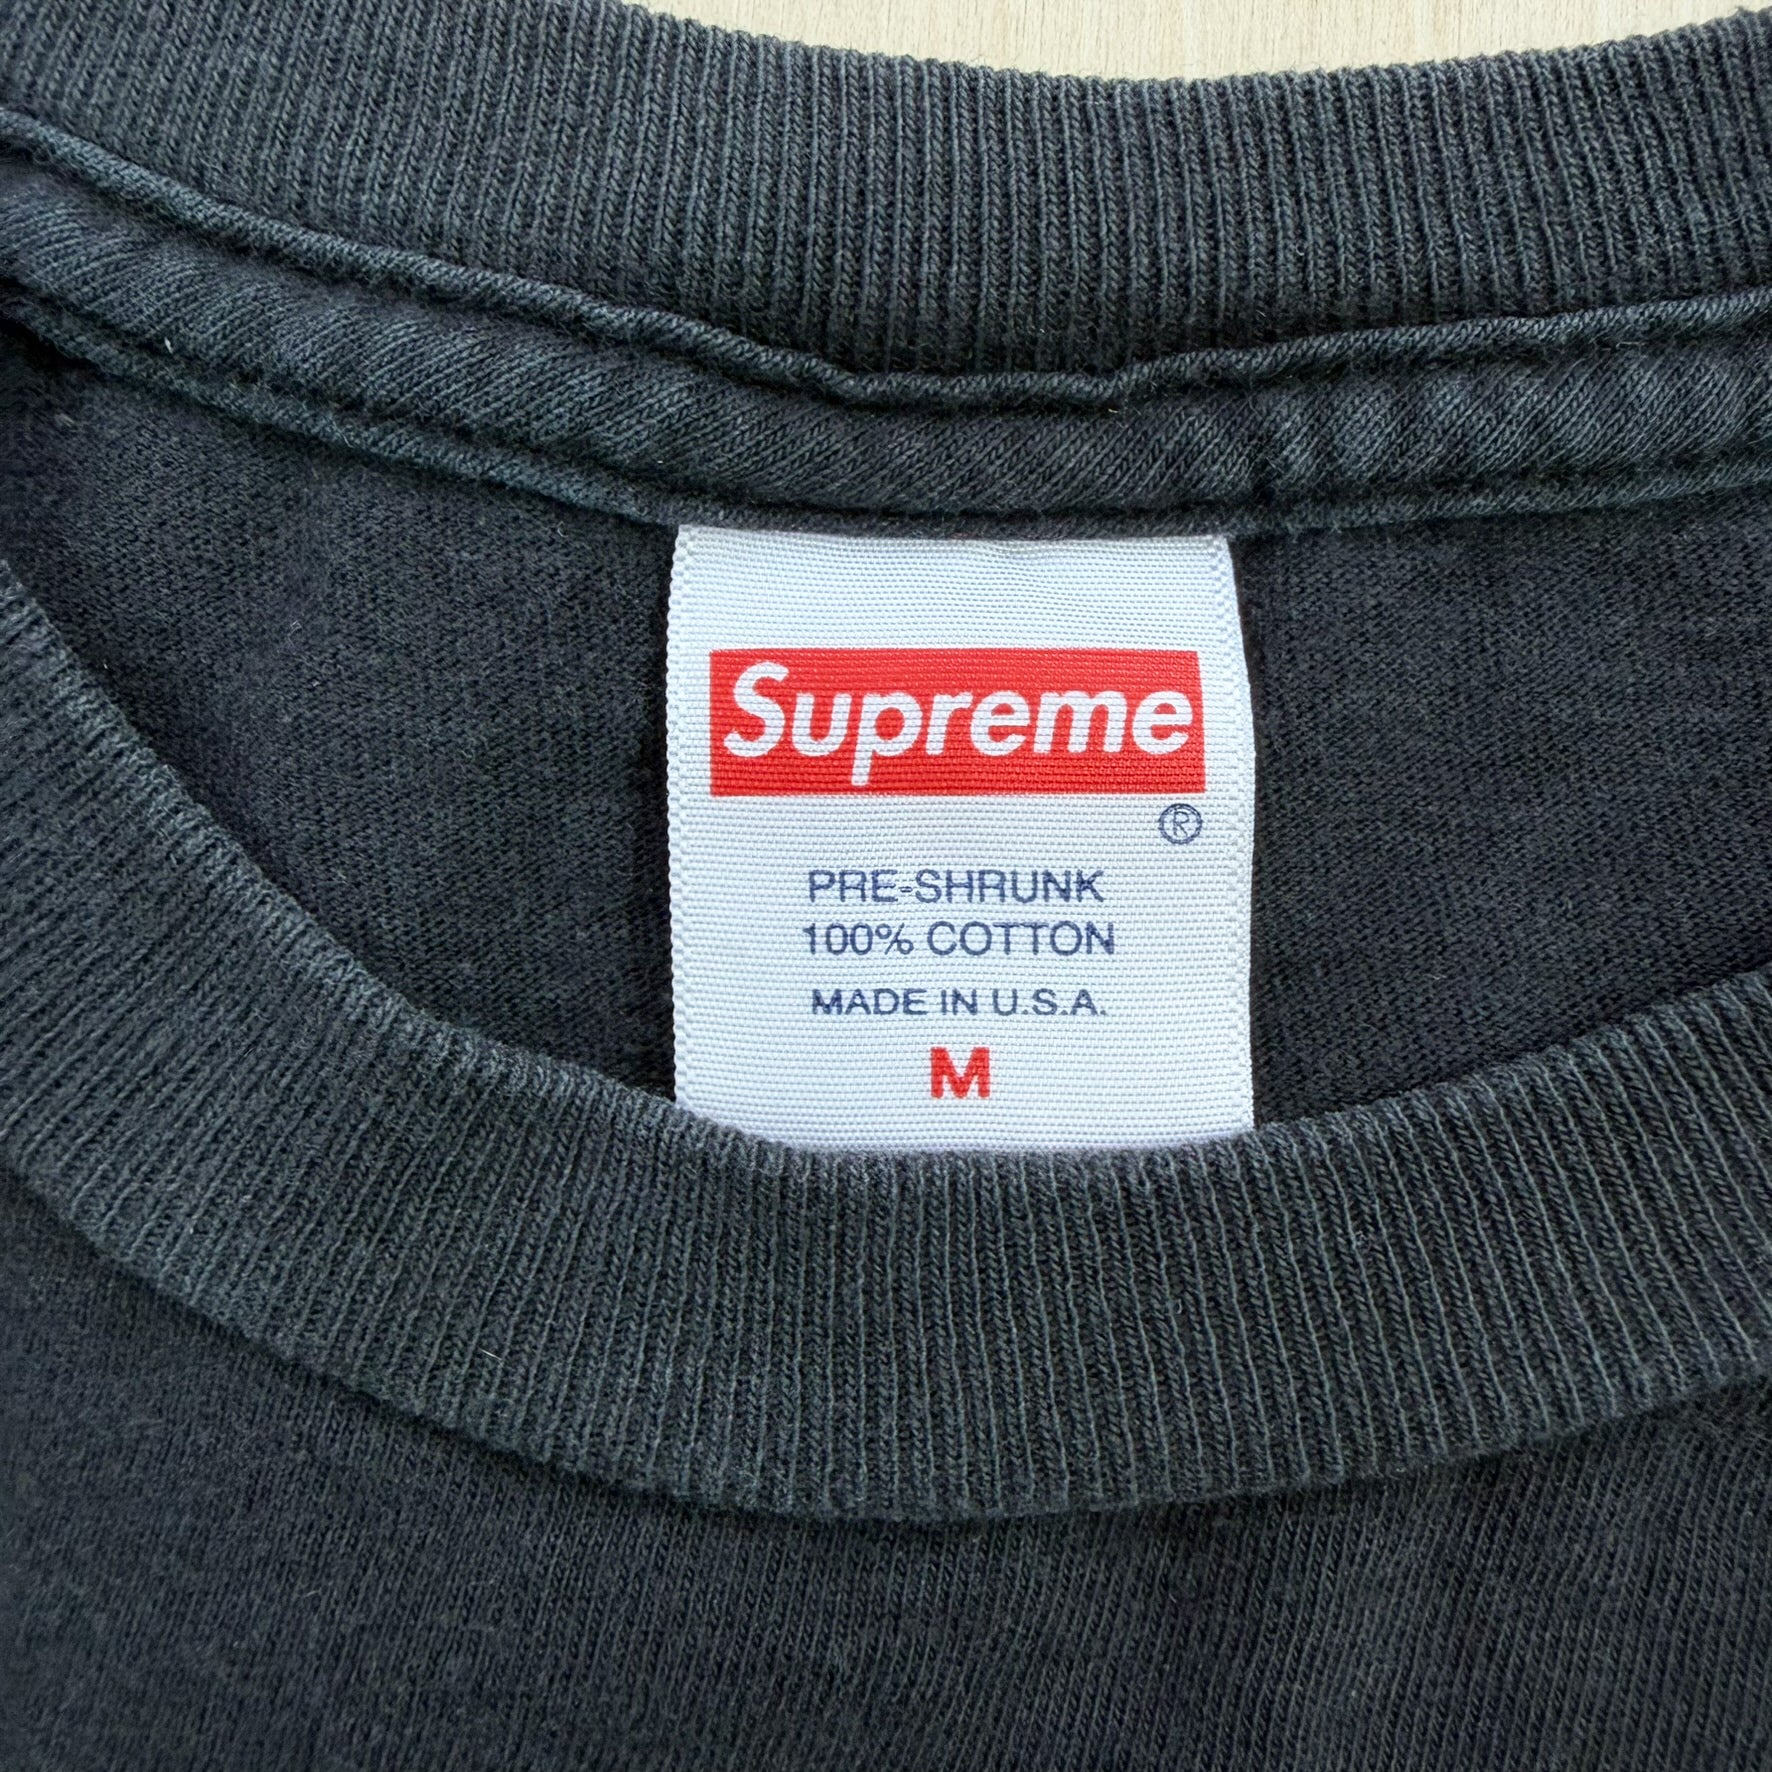 Supreme
®
PRE-SHRUNK
100% COTTON
MADE IN U.S.A.
M